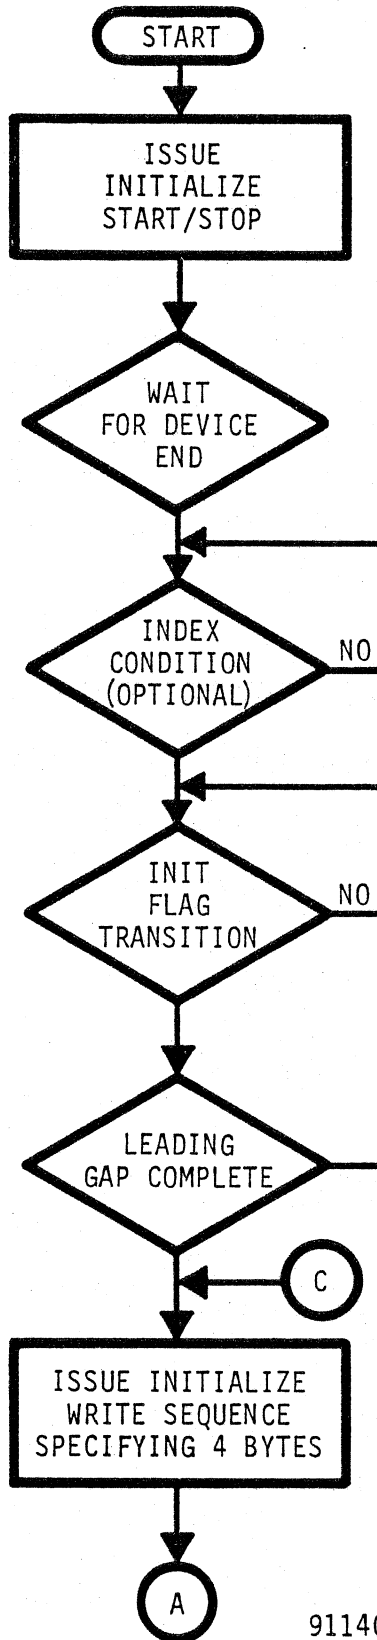 START
ISSUE
INITIALIZE
START/STOP
WAIT
FOR DEVICE
END
INDEX
CONDITION
(OPTIONAL)
NO
INIT
FLAG
TRANSITION
NO
LEADING
GAP COMPLETE
C
ISSUE INITIALIZE
WRITE SEQUENCE
SPECIFYING 4 BYTES
A